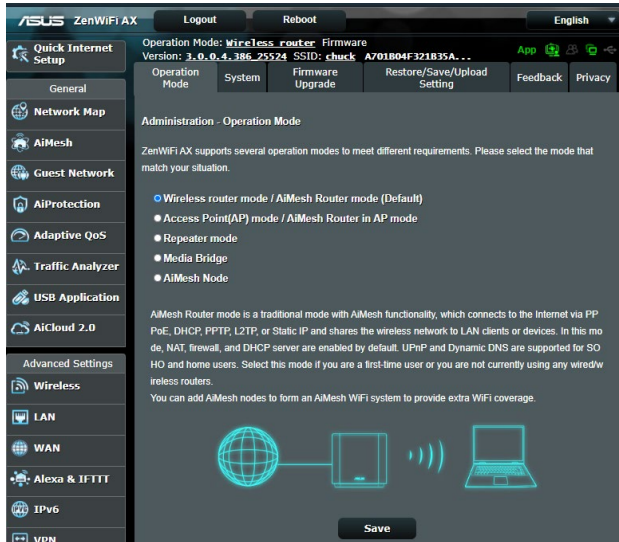 ASUS ZenWiFi AX Logout Reboot English
Quick Internet Setup
Operation Mode: Wireless router Firmware
Version: 3.0.0.4.386_25524 SSID: chuck A701B04F321B35A...
App
Operation Mode System Firmware Upgrade Restore/Save/Upload Setting Feedback Privacy
General
Network Map
AiMesh
Guest Network
AiProtection
Adaptive QoS
Traffic Analyzer
USB Application
AiCloud 2.0
Advanced Settings
Wireless
LAN
WAN
Alexa & IFTTT
IPv6
VPN
Administration - Operation Mode
ZenWiFi AX supports several operation modes to meet different requirements. Please select the mode that
match your situation.
Wireless router mode / AiMesh Router mode (Default)
Access Point(AP) mode / AiMesh Router in AP mode
Repeater mode
Media Bridge
AiMesh Node
AiMesh Router mode is a traditional mode with AiMesh functionality, which connects to the Internet via PP
PoE, DHCP, PPTP, L2TP, or Static IP and shares the wireless network to LAN clients or devices. In this mo
de, NAT, firewall, and DHCP server are enabled by default. UPnP and Dynamic DNS are supported for SO
HO and home users. Select this mode if you are a first-time user or you are not currently using any wired/w
ireless routers.
You can add AiMesh nodes to form an AiMesh WiFi system to provide extra WiFi coverage.
Save